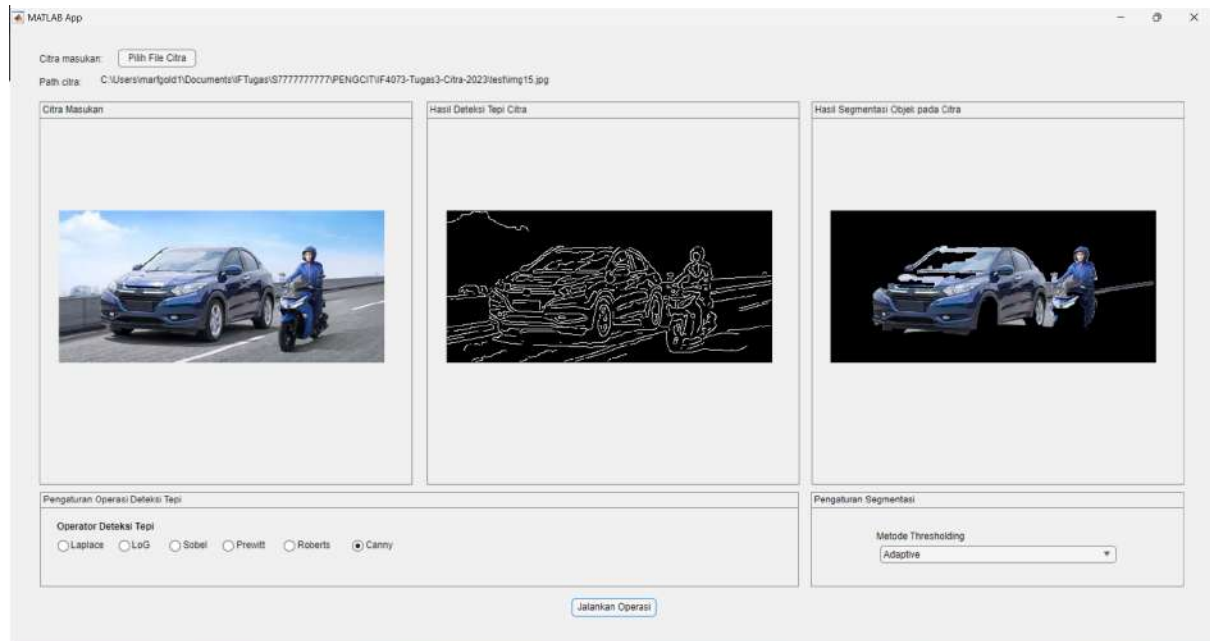 MATLAB App
Citra masukan: Pilih File Citra
Path citra: C:\Users\marfgold1\Documents\IFTugas\S7777777777\PENGCIT\IF4073-Tugas3-Citra-2023\test\img15.jpg
Citra Masukan
Hasil Deteksi Tepi Citra
Hasil Segmentasi Objek pada Citra
Pengaturan Operasi Deteksi Tepi
Operator Deteksi Tepi
Laplace LoG Sobel Prewitt Roberts Canny
Pengaturan Segmentasi
Metode Thresholding
Adaptive
Jalankan Operasi